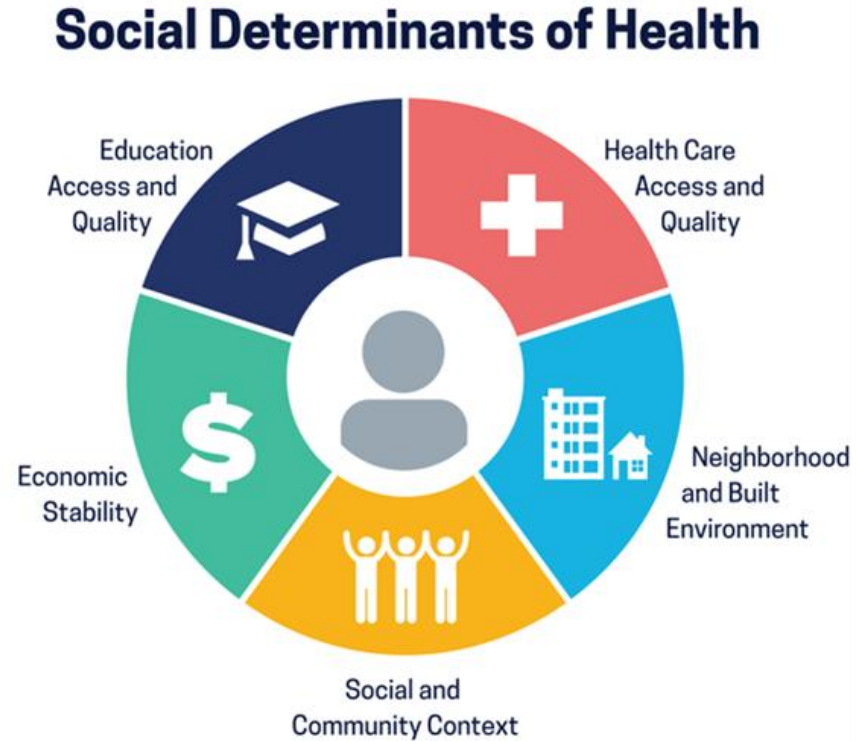 Social Determinants of Health
Education
Access and
Quality
Health Care
Access and
Quality
$
Economic
Stability
Neighborhood
and Built
Environment
Social and
Community Context